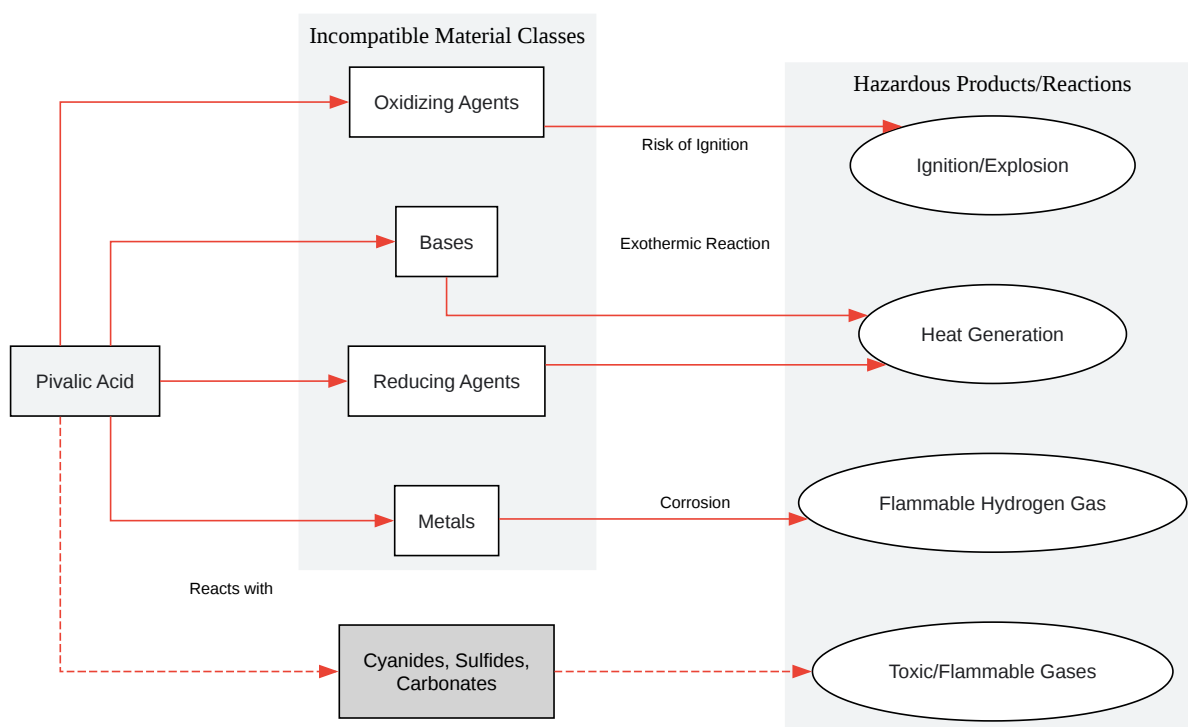 Incompatible Material Classes
Hazardous Products/Reactions
Oxidizing Agents
Risk of Ignition
Ignition/Explosion
Bases
Exothermic Reaction
Heat Generation
Pivalic Acid
Reducing Agents
Metals
Corrosion
Flammable Hydrogen Gas
Reacts with
Cyanides, Sulfides,
Carbonates
Toxic/Flammable Gases